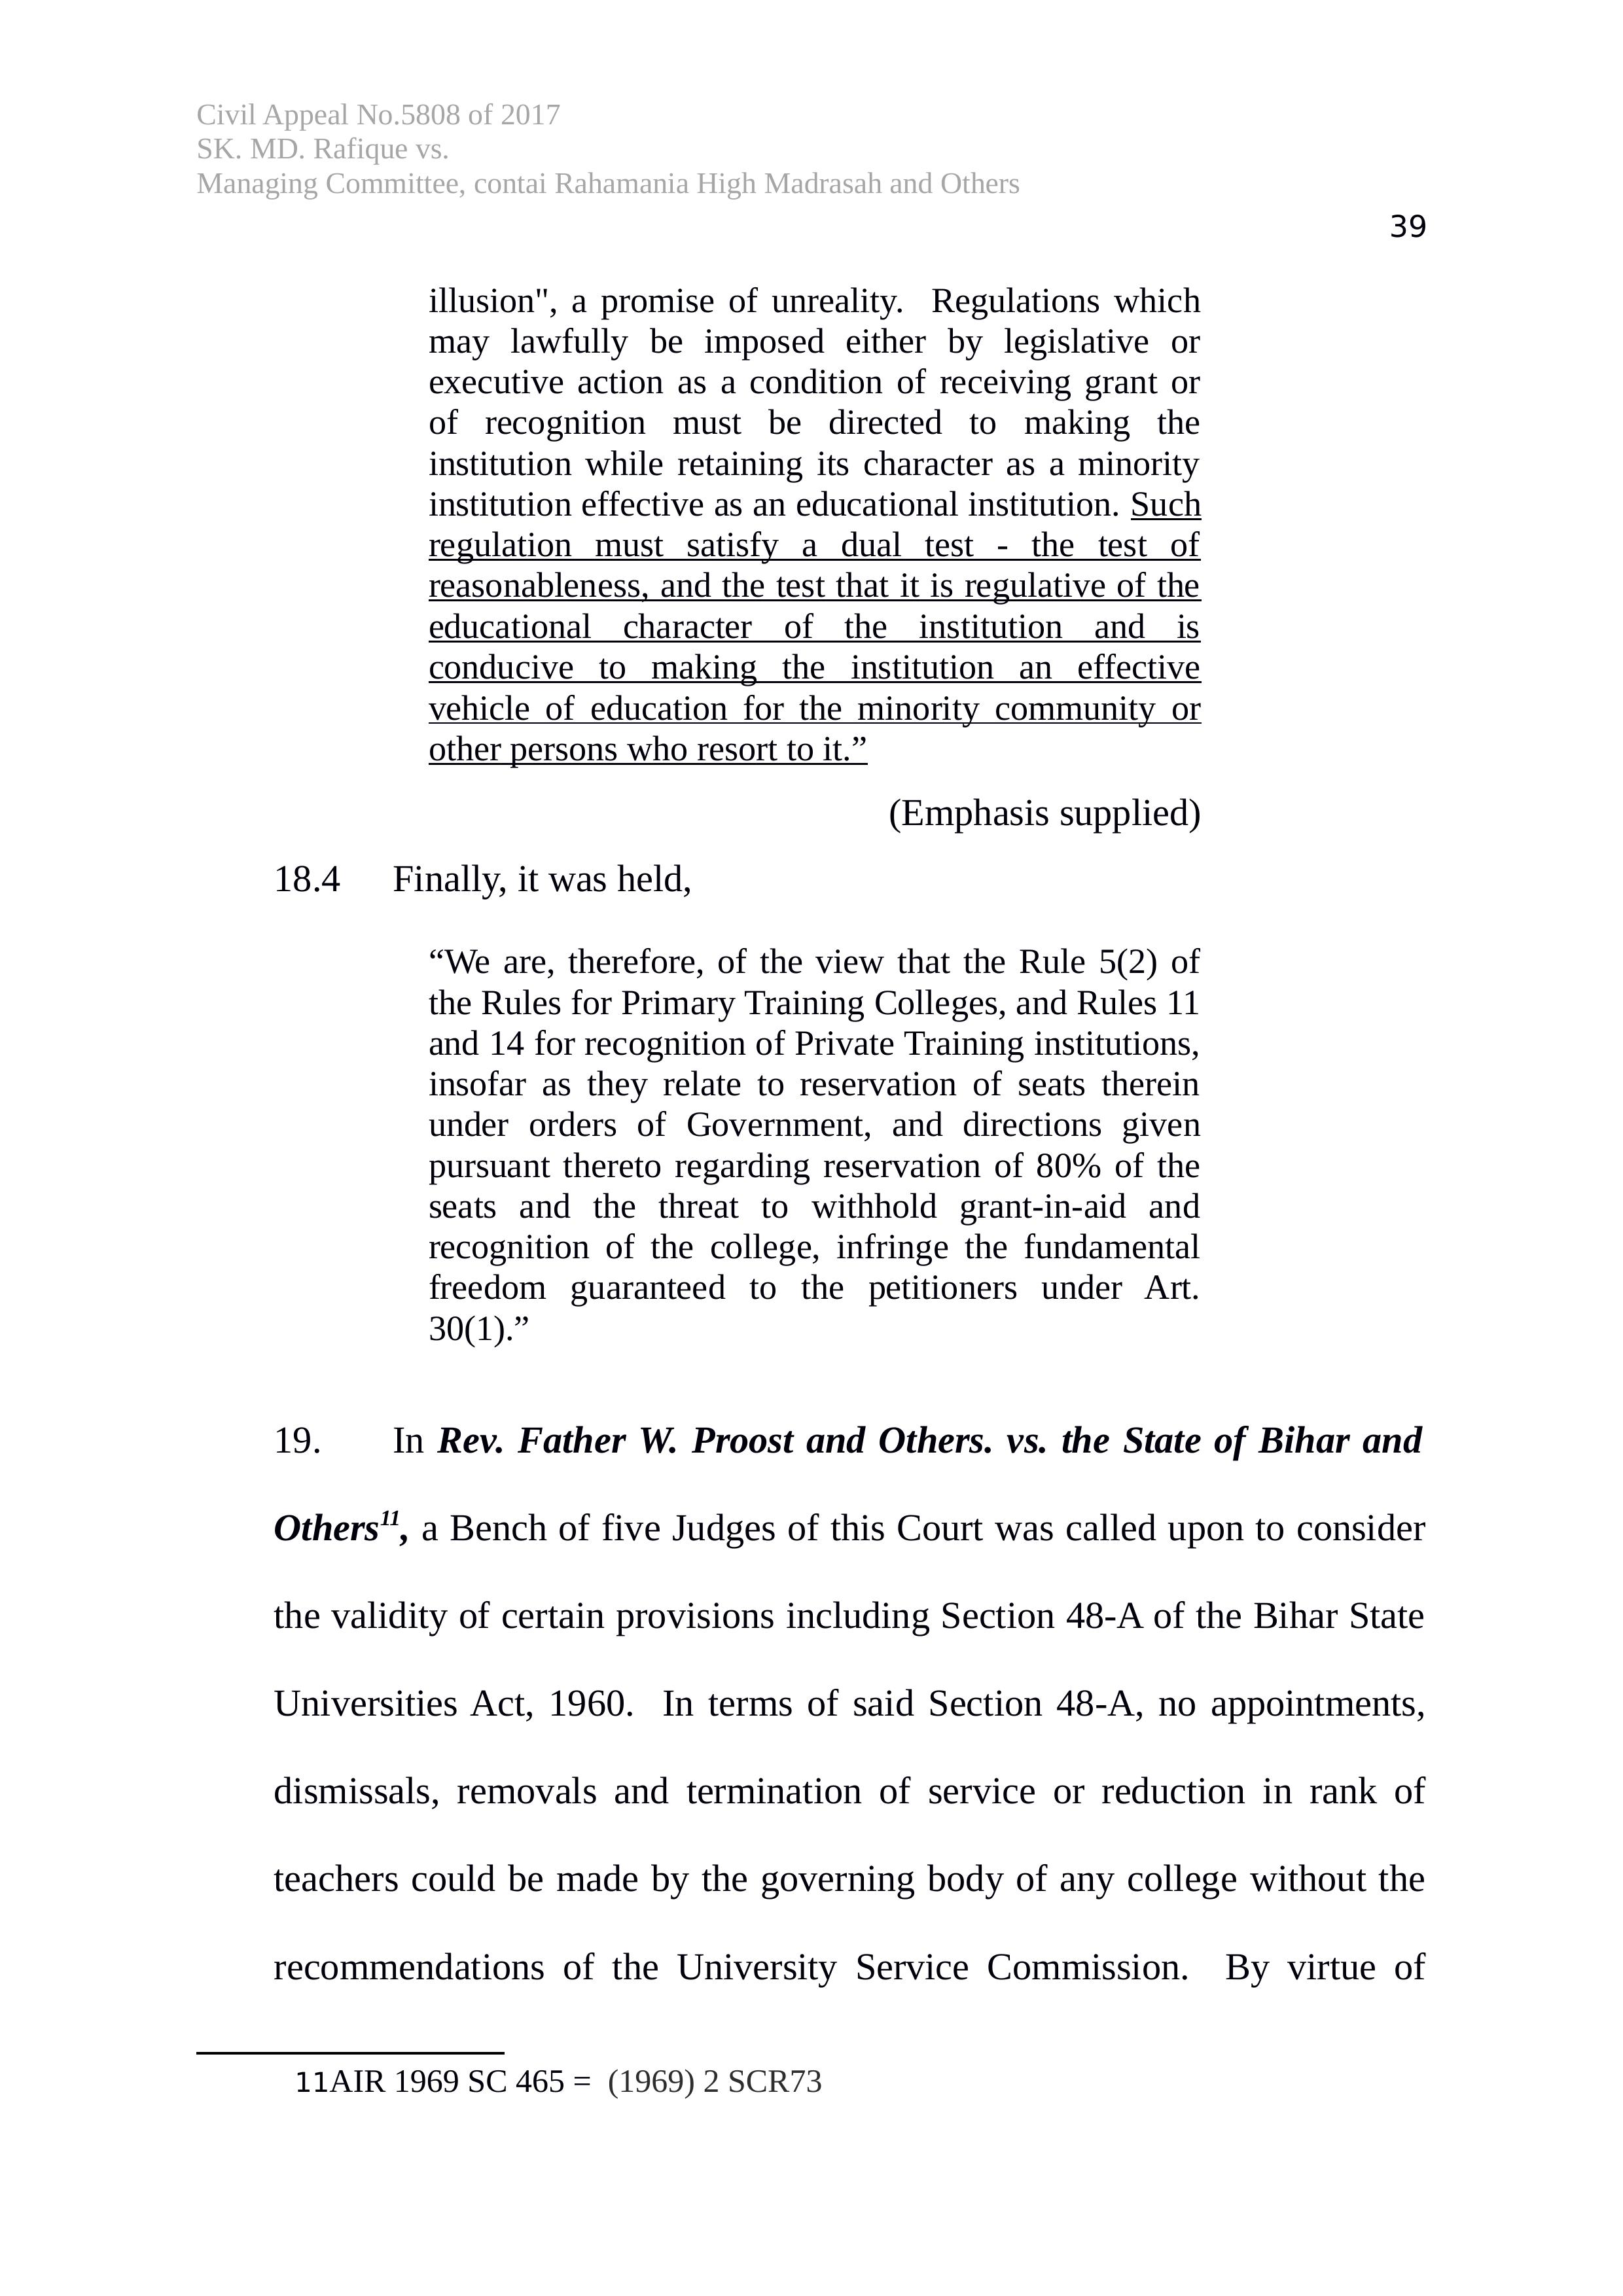 Civil Appeal No.5808 of 2017
SK. MD. Rafique vs.
Managing Committee, contai Rahamania High Madrasah and Others
39
illusion", a promise of unreality.  Regulations which
may lawfully be imposed either by legislative or
executive action as a condition of receiving grant or
of recognition must be directed to making the
institution while retaining its character as a minority
institution effective as an educational institution. Such
regulation must satisfy a dual test - the test of
reasonableness, and the test that it is regulative of the
educational character of the institution and is
conducive to making the institution an effective
vehicle of education for the minority community or
other persons who resort to it.”
(Emphasis supplied)
18.4 Finally, it was held,
“We are, therefore, of the view that the Rule 5(2) of
the Rules for Primary Training Colleges, and Rules 11
and 14 for recognition of Private Training institutions,
insofar as they relate to reservation of seats therein
under orders of Government, and directions given
pursuant thereto regarding reservation of 80% of the
seats and the threat to withhold grant-in-aid and
recognition of the college, infringe the fundamental
freedom guaranteed to the petitioners under Art.
30(1).”
19. In Rev. Father W. Proost and Others. vs. the State of Bihar and
Others11, a Bench of five Judges of this Court was called upon to consider
the validity of certain provisions including Section 48-A of the Bihar State
Universities Act, 1960.  In terms of said Section 48-A, no appointments,
dismissals, removals and termination of service or reduction in rank of
teachers could be made by the governing body of any college without the
recommendations of the University Service Commission.  By virtue of
11AIR 1969 SC 465 =  (1969) 2 SCR73